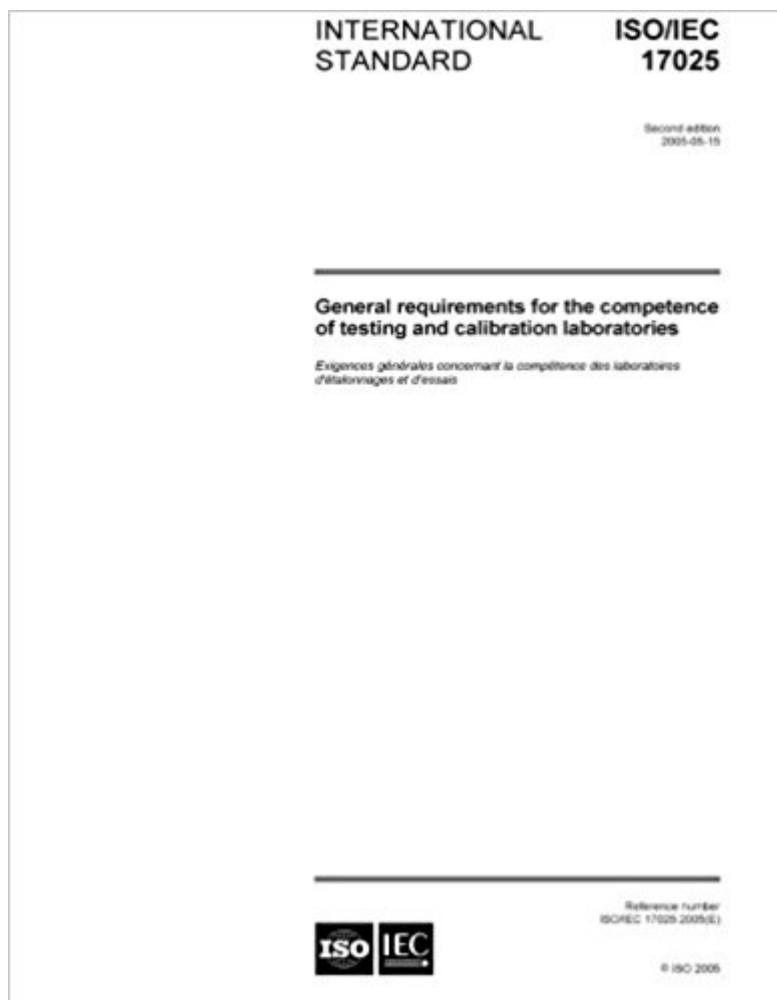 INTERNATIONAL STANDARD
ISO/IEC 17025
Second edition
2005-05-15
General requirements for the competence
of testing and calibration laboratories
Exigences générales concernant la compétence des laboratoires
d'étalonnages et d'essais
Reference number
ISO/IEC 17025:2005(E)
ISO IEC
© ISO 2005